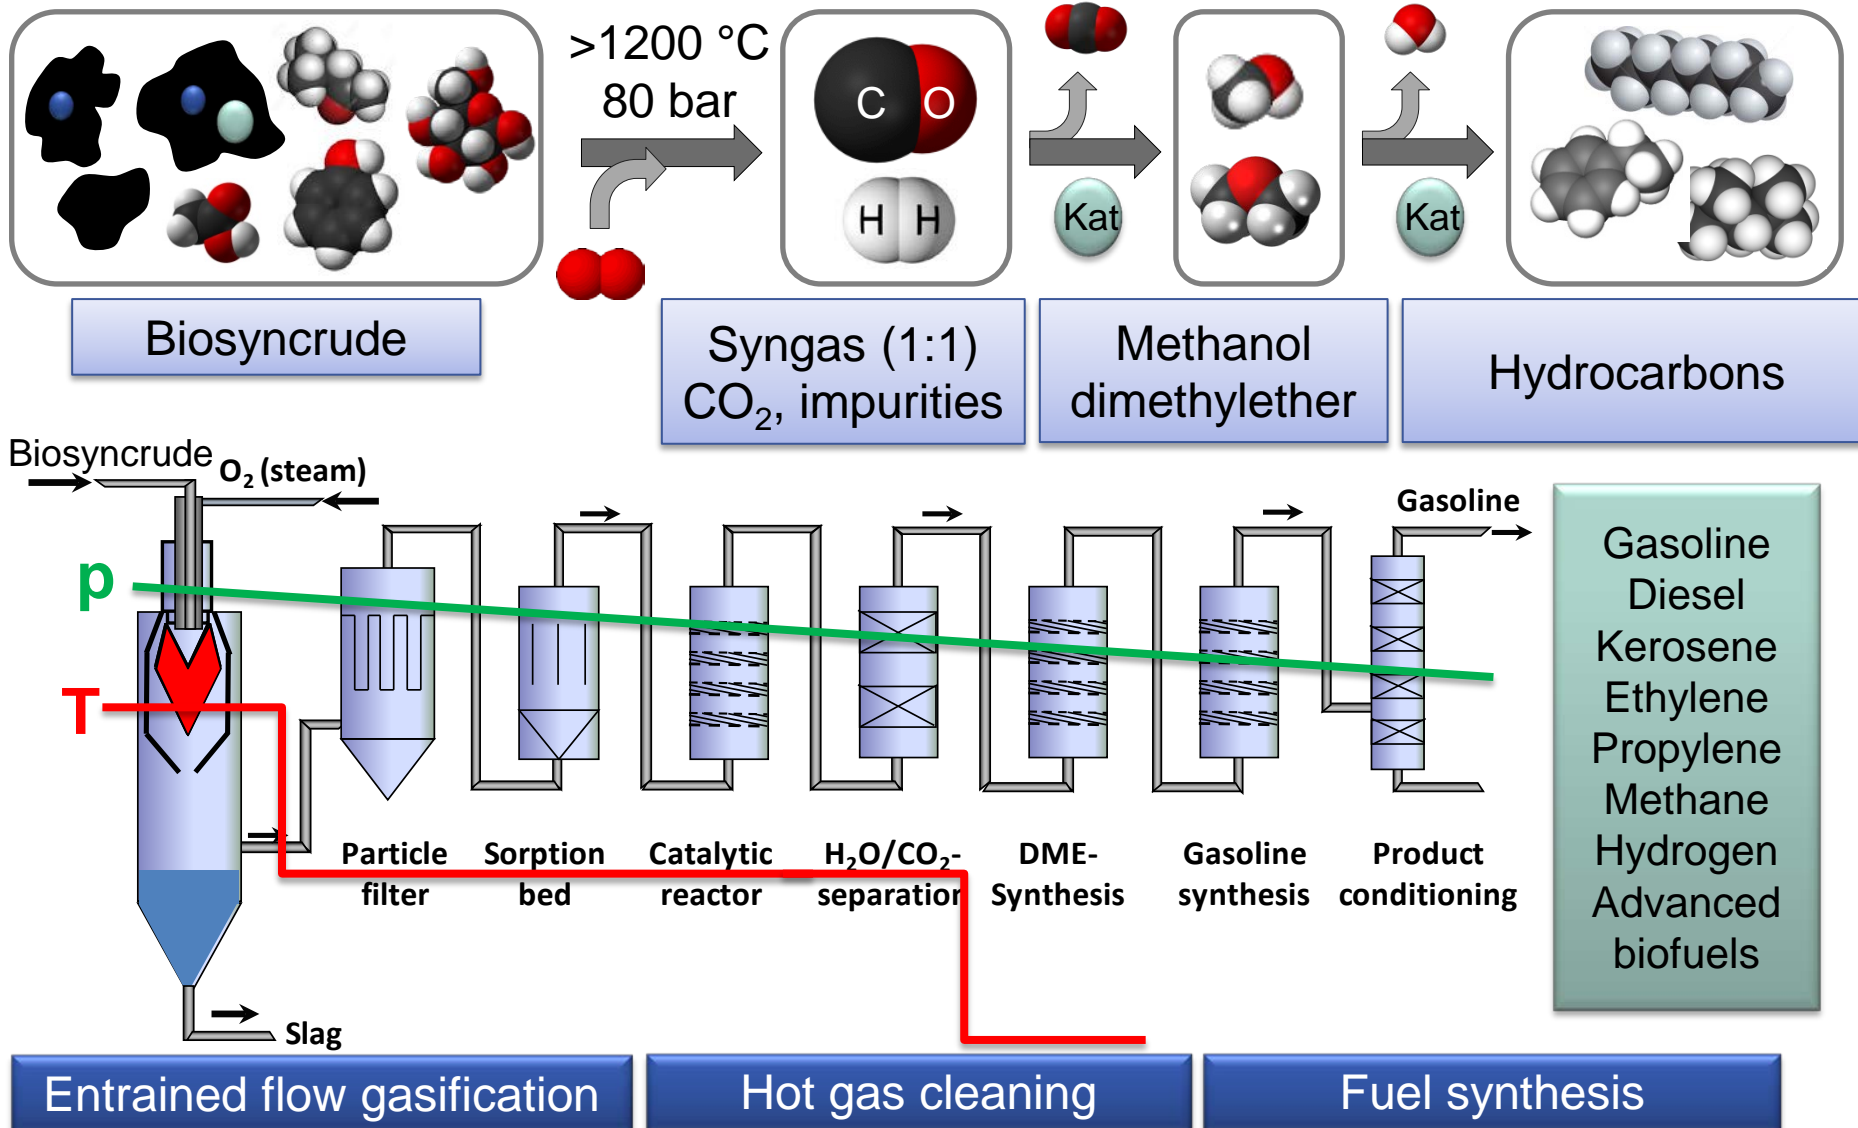 >1200 °C
80 bar
C O
H H
Kat
Kat
Biosyncrude
Syngas (1:1)
CO₂, impurities
Methanol
dimethylether
Hydrocarbons
Biosyncrude
O₂ (steam)
Gasoline
p
T
Particle
filter
Sorption
bed
Catalytic
reactor
H₂O/CO₂-
separation
DME-
Synthesis
Gasoline
synthesis
Product
conditioning
Slag
Gasoline
Diesel
Kerosene
Ethylene
Propylene
Methane
Hydrogen
Advanced
biofuels
Entrained flow gasification
Hot gas cleaning
Fuel synthesis